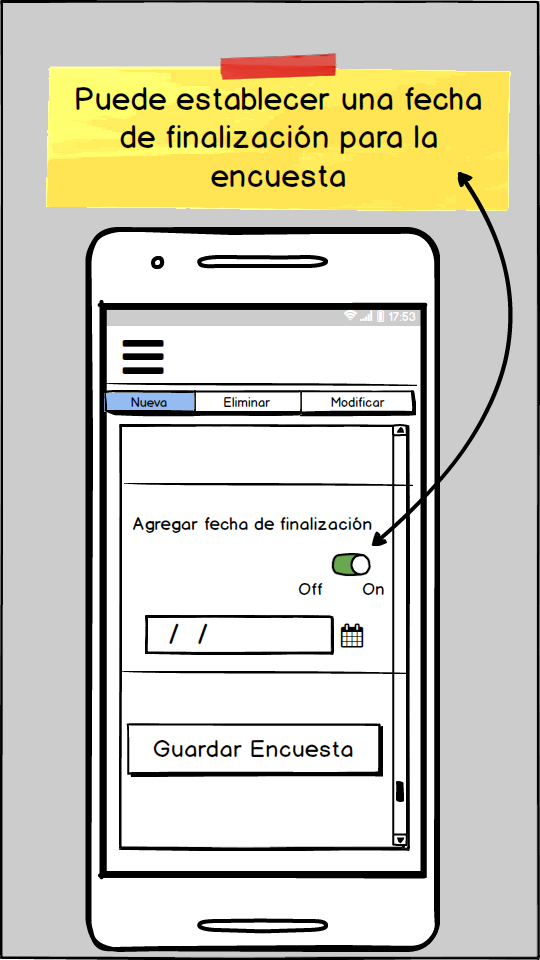 Puede establecer una fecha
de finalización para la
encuesta
17:53
Nueva Eliminar Modificar
Agregar fecha de finalización
Off On
/ /
Guardar Encuesta